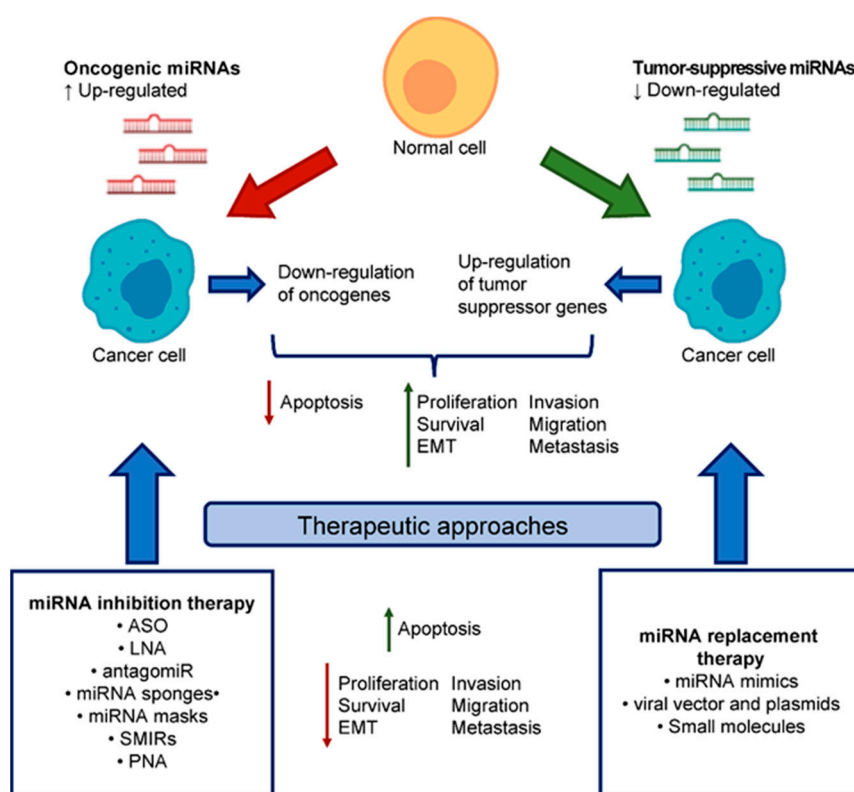 Oncogenic miRNAs
↑ Up-regulated
Tumor-suppressive miRNAs
↓ Down-regulated
Normal cell
Down-regulation
of oncogenes
Up-regulation
of tumor
suppressor genes
Cancer cell
Cancer cell
Apoptosis
Proliferation Invasion
Survival Migration
EMT Metastasis
Therapeutic approaches
miRNA inhibition therapy
• ASO
• LNA
• antagomiR
• miRNA sponges•
• miRNA masks
• SMIRs
• PNA
Apoptosis
Proliferation Invasion
Survival Migration
EMT Metastasis
miRNA replacement
therapy
• miRNA mimics
• viral vector and plasmids
• Small molecules